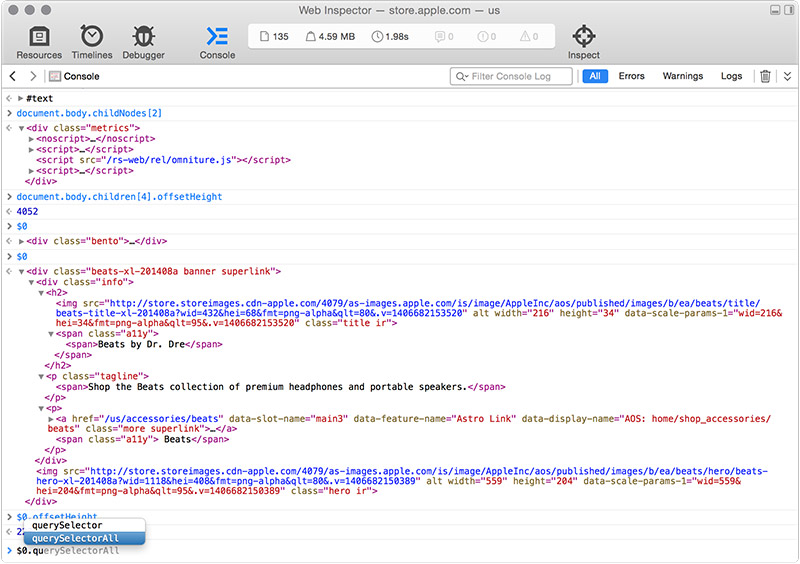 Web Inspector — store.apple.com — us
135 4.59 MB 1.98s 0 0 0
Resources Timelines Debugger Console Inspect
Console Filter Console Log All Errors Warnings Logs
#text
document.body.childNodes[2]
<div class="metrics">
<noscript>…</noscript>
<script>…</script>
<script src="/rs-web/rel/omniture.js"></script>
<script>…</script>
</div>
document.body.children[4].offsetHeight
4052
$0
<div class="bento">…</div>
$0
<div class="beats-xl-201408a banner superlink">
<div class="info">
<h2>
<img src="http://store.storeimages.cdn-apple.com/4079/as-images.apple.com/is/image/AppleInc/aos/published/images/b/ea/beats/title/
beats-title-xl-201408a?wid=432&hei=68&fmt=png-alpha&qlt=80&.v=1406682153520" alt width="216" height="34" data-scale-params-1="wid=216&
hei=34&fmt=png-alpha&qlt=95&.v=1406682153520" class="title ir">
<span class="a11y">
<span>Beats by Dr. Dre</span>
</span>
</h2>
<p class="tagline">
<span>Shop the Beats collection of premium headphones and portable speakers.</span>
</p>
<p>
<a href="/us/accessories/beats" data-slot-name="main3" data-feature-name="Astro Link" data-display-name="AOS: home/shop_accessories/
beats" class="more superlink">…</a>
<span class="a11y"> Beats</span>
</p>
</div>
<img src="http://store.storeimages.cdn-apple.com/4079/as-images.apple.com/is/image/AppleInc/aos/published/images/b/ea/beats/hero/beats-
hero-xl-201408a?wid=1118&hei=408&fmt=png-alpha&qlt=80&.v=1406682150389" alt width="559" height="204" data-scale-params-1="wid=559&
hei=204&fmt=png-alpha&qlt=95&.v=1406682150389" class="hero ir">
</div>
$0.offsetHeight
querySelector
querySelectorAll
$0.querySelectorAll